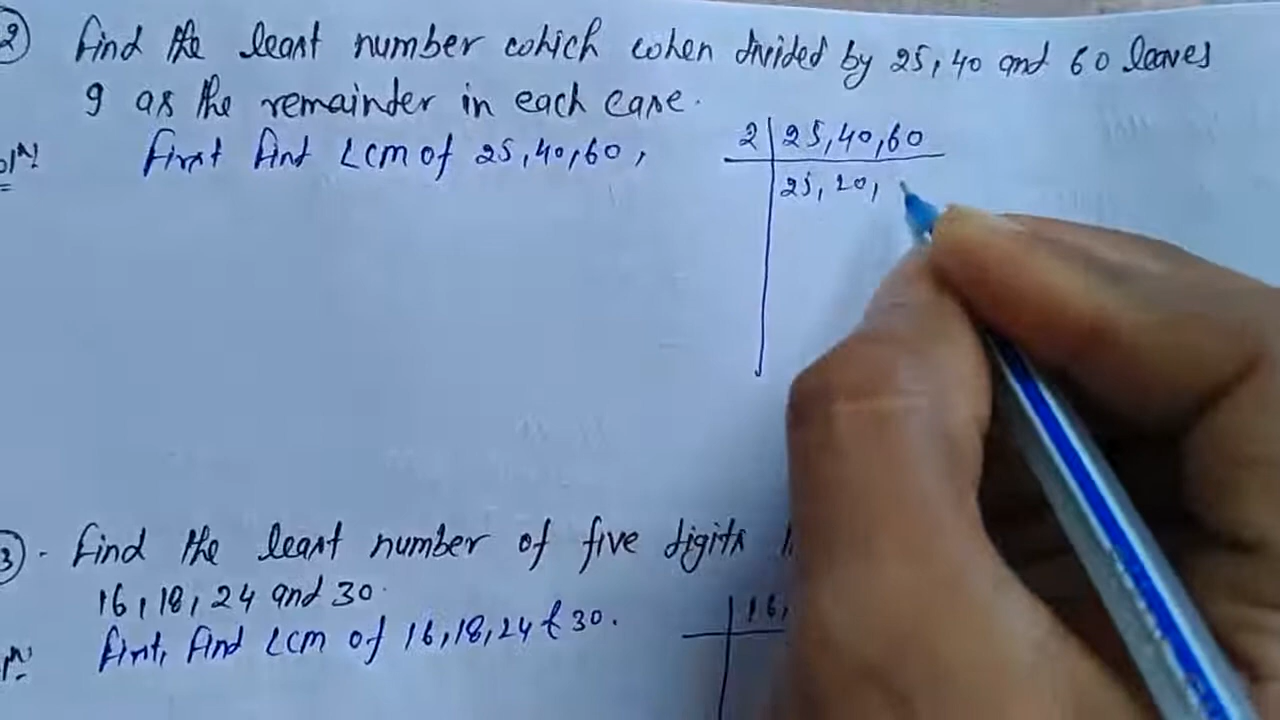 2) Find the least number which when divided by 25, 40 and 60 leaves
9 as the remainder in each case.
First find LCM of 25, 40, 60,
2 | 25, 40, 60
25, 20,
3) . Find the least number of five digits
16, 18, 24 and 30.
First, find LCM of 16, 18, 24 & 30.
16,